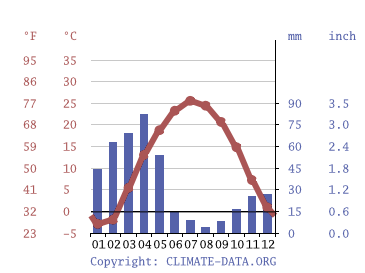 °F °C mm inch
95 35
86 30
77 25 90 3.5
68 20 75 3.0
59 15 60 2.4
50 10 45 1.8
41 5 30 1.2
32 0 15 0.6
23 -5 0 0.0
01 02 03 04 05 06 07 08 09 10 11 12
Copyright: CLIMATE-DATA.ORG